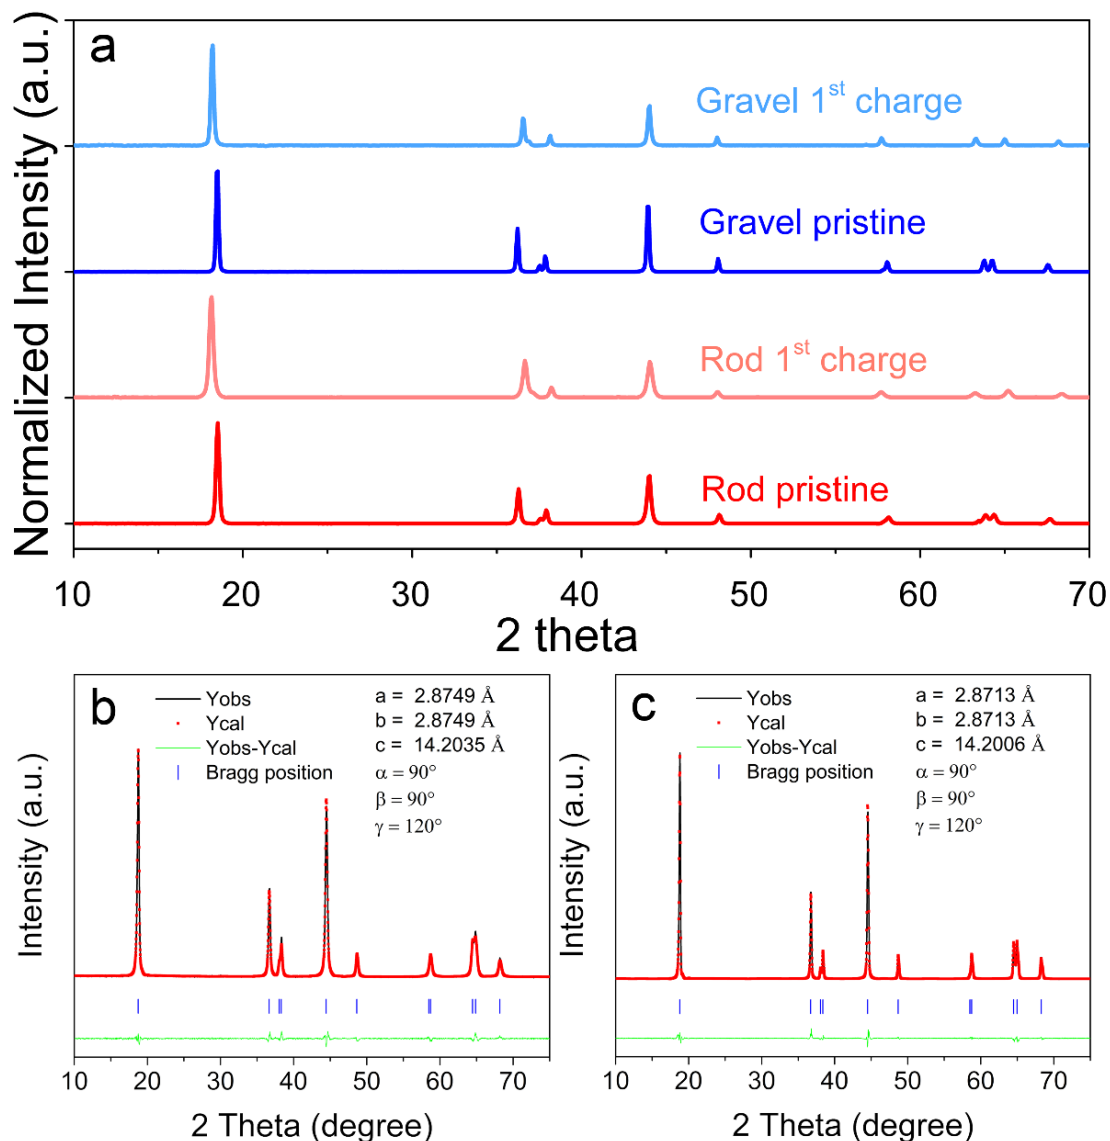 a
Gravel 1st charge
Gravel pristine
Rod 1st charge
Rod pristine
Normalized Intensity (a.u.)
10 20 30 40 50 60 70
2 theta
b
Yobs
Ycal
Yobs-Ycal
Bragg position
a = 2.8749 Å
b = 2.8749 Å
c = 14.2035 Å
α = 90°
β = 90°
γ = 120°
Intensity (a.u.)
10 20 30 40 50 60 70
2 Theta (degree)
c
Yobs
Ycal
Yobs-Ycal
Bragg position
a = 2.8713 Å
b = 2.8713 Å
c = 14.2006 Å
α = 90°
β = 90°
γ = 120°
Intensity (a.u.)
10 20 30 40 50 60 70
2 Theta (degree)